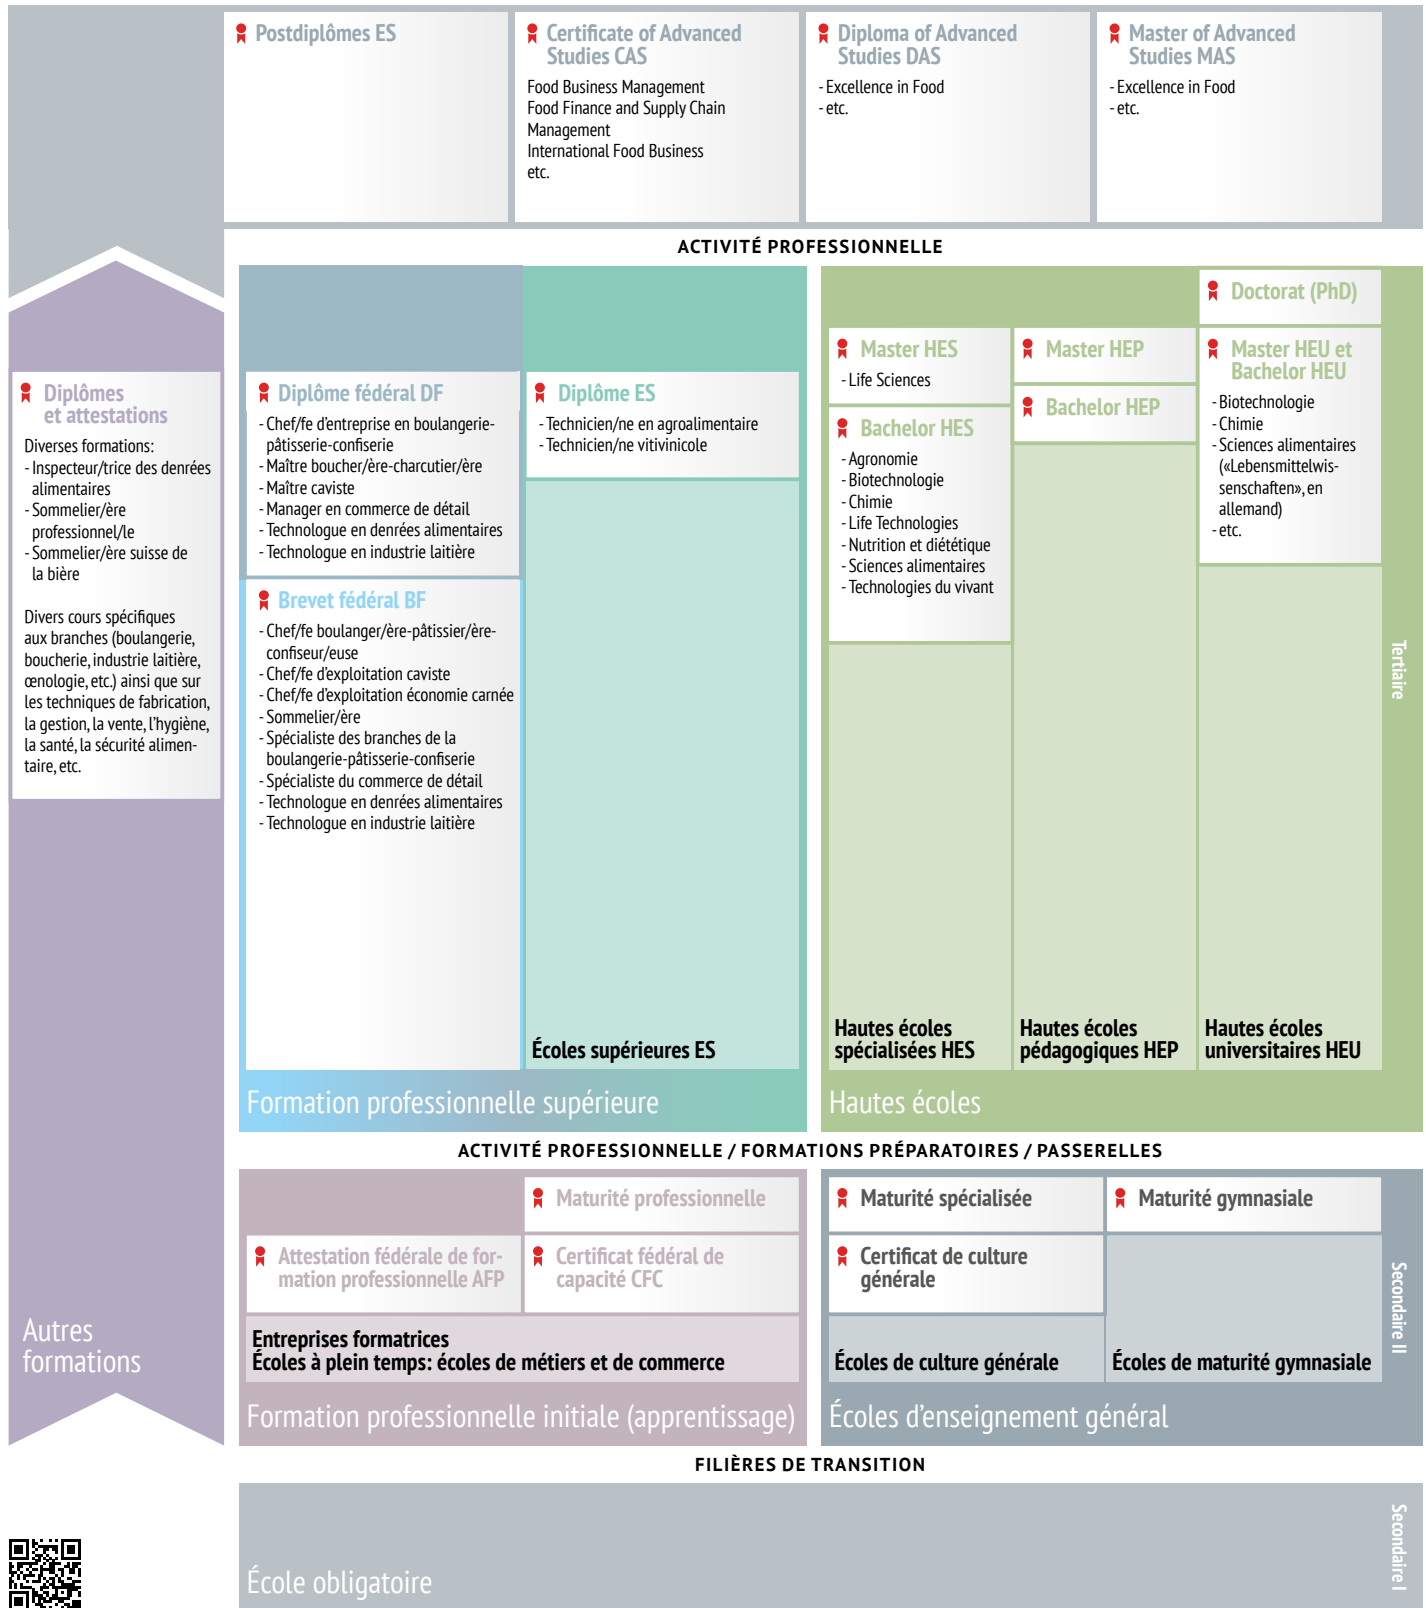 Postdiplômes ES
Certificate of Advanced
Studies CAS
Food Business Management
Food Finance and Supply Chain
Management
International Food Business
etc.
Diploma of Advanced
Studies DAS
- Excellence in Food
- etc.
Master of Advanced
Studies MAS
- Excellence in Food
- etc.
ACTIVITÉ PROFESSIONNELLE
Diplômes
et attestations
Diverses formations:
- Inspecteur/trice des denrées
alimentaires
- Sommelier/ère
professionnel/le
- Sommelier/ère suisse de
la bière
Divers cours spécifiques
aux branches (boulangerie,
boucherie, industrie laitière,
œnologie, etc.) ainsi que sur
les techniques de fabrication,
la gestion, la vente, l'hygiène,
la santé, la sécurité alimen-
taire, etc.
Autres
formations
Diplôme fédéral DF
- Chef/fe d'entreprise en boulangerie-
pâtisserie-confiserie
- Maître boucher/ère-charcutier/ère
- Maître caviste
- Manager en commerce de détail
- Technologue en denrées alimentaires
- Technologue en industrie laitière
Brevet fédéral BF
- Chef/fe boulanger/ère-pâtissier/ère-
confiseur/euse
- Chef/fe d'exploitation caviste
- Chef/fe d'exploitation économie carnée
- Sommelier/ère
- Spécialiste des branches de la
boulangerie-pâtisserie-confiserie
- Spécialiste du commerce de détail
- Technologue en denrées alimentaires
- Technologue en industrie laitière
Diplôme ES
- Technicien/ne en agroalimentaire
- Technicien/ne vitivinicole
Écoles supérieures ES
Formation professionnelle supérieure
Master HES
- Life Sciences
Bachelor HES
- Agronomie
- Biotechnologie
- Chimie
- Life Technologies
- Nutrition et diététique
- Sciences alimentaires
- Technologies du vivant
Hautes écoles
spécialisées HES
Master HEP
Bachelor HEP
Hautes écoles
pédagogiques HEP
Doctorat (PhD)
Master HEU et
Bachelor HEU
- Biotechnologie
- Chimie
- Sciences alimentaires
(«Lebensmittelwis-
senschaften», en
allemand)
- etc.
Hautes écoles
universitaires HEU
Hautes écoles
Tertiaire
ACTIVITÉ PROFESSIONNELLE / FORMATIONS PRÉPARATOIRES / PASSERELLES
Maturité professionnelle
Attestation fédérale de for-
mation professionnelle AFP
Certificat fédéral de
capacité CFC
Entreprises formatrices
Écoles à plein temps: écoles de métiers et de commerce
Formation professionnelle initiale (apprentissage)
Maturité spécialisée
Certificat de culture
générale
Écoles de culture générale
Maturité gymnasiale
Écoles de maturité gymnasiale
Écoles d'enseignement général
Secondaire II
FILIÈRES DE TRANSITION
École obligatoire
Secondaire I